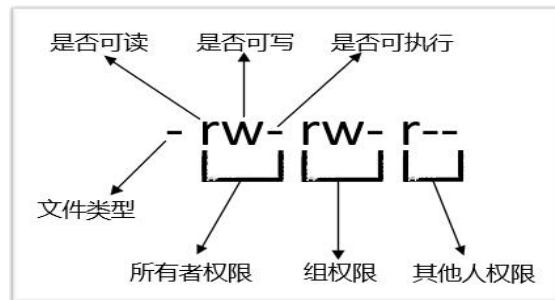 是否可读 是否可写 是否可执行
- rw- rw- r--
文件类型
所有者权限 组权限 其他人权限